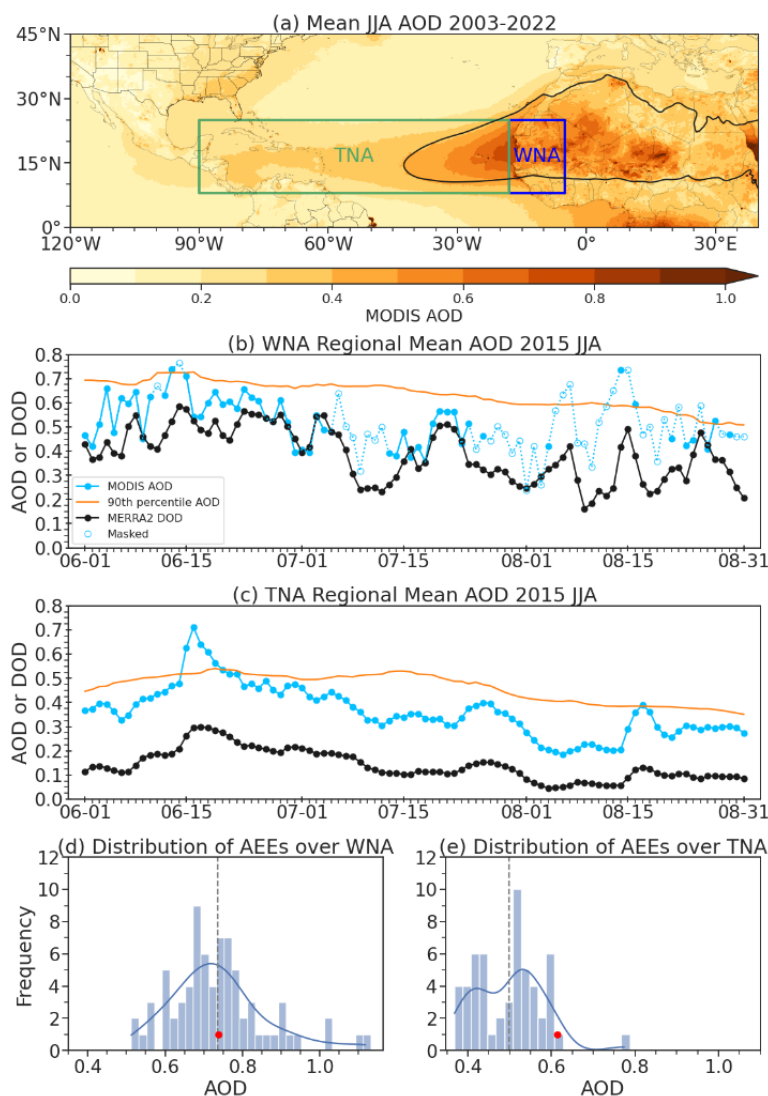 (a) Mean JJA AOD 2003-2022
45°N
30°N
15°N
0°
TNA
WNA
120°W
90°W
60°W
30°W
0°
30°E
0.0 0.2 0.4 0.6 0.8 1.0
MODIS AOD
(b) WNA Regional Mean AOD 2015 JJA
AOD or DOD
0.8
0.7
0.6
0.5
0.4
0.3
0.2
0.1
0.0
MODIS AOD
90th percentile AOD
MERRA2 DOD
Masked
06-01 06-15 07-01 07-15 08-01 08-15 08-31
(c) TNA Regional Mean AOD 2015 JJA
AOD or DOD
0.8
0.7
0.6
0.5
0.4
0.3
0.2
0.1
0.0
06-01 06-15 07-01 07-15 08-01 08-15 08-31
(d) Distribution of AEEs over WNA
Frequency
12
10
8
6
4
2
0
0.4 0.6 0.8 1.0
AOD
(e) Distribution of AEEs over TNA
12
10
8
6
4
2
0
0.4 0.6 0.8 1.0
AOD